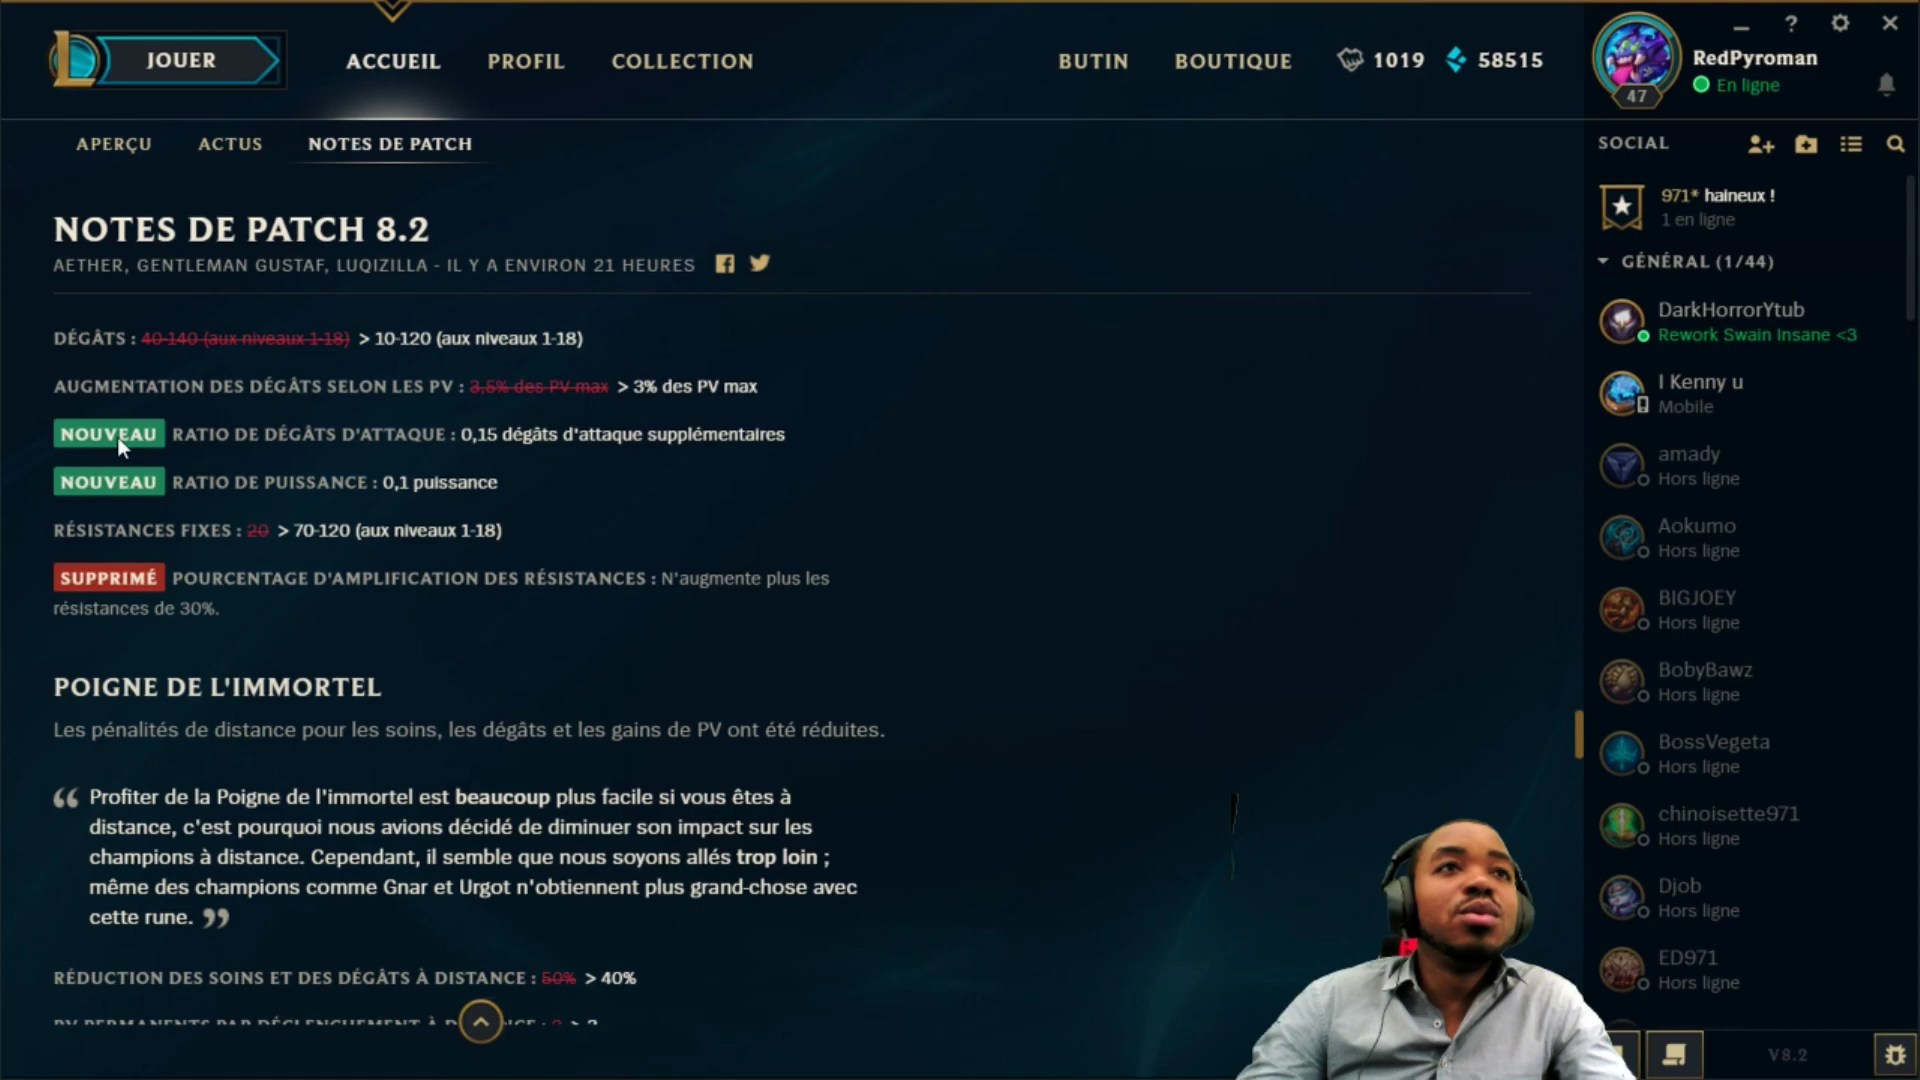 JOUER
ACCUEIL
PROFIL
COLLECTION
BUTIN
BOUTIQUE
1019
58515
47
RedPyroman
En ligne
APERÇU
ACTUS
NOTES DE PATCH
NOTES DE PATCH 8.2
AETHER, GENTLEMAN GUSTAF, LUQIZILLA - IL Y A ENVIRON 21 HEURES
DÉGÂTS : 40-140 (aux niveaux 1-18) > 10-120 (aux niveaux 1-18)
AUGMENTATION DES DÉGÂTS SELON LES PV : 3,5% des PV max > 3% des PV max
NOUVEAU RATIO DE DÉGÂTS D'ATTAQUE : 0,15 dégâts d'attaque supplémentaires
NOUVEAU RATIO DE PUISSANCE : 0,1 puissance
RÉSISTANCES FIXES : 20 > 70-120 (aux niveaux 1-18)
SUPPRIMÉ POURCENTAGE D'AMPLIFICATION DES RÉSISTANCES : N'augmente plus les
résistances de 30%.
POIGNE DE L'IMMORTEL
Les pénalités de distance pour les soins, les dégâts et les gains de PV ont été réduites.
“ Profiter de la Poigne de l'immortel est beaucoup plus facile si vous êtes à
distance, c'est pourquoi nous avions décidé de diminuer son impact sur les
champions à distance. Cependant, il semble que nous soyons allés trop loin ;
même des champions comme Gnar et Urgot n'obtiennent plus grand-chose avec
cette rune. ”
RÉDUCTION DES SOINS ET DES DÉGÂTS À DISTANCE : 50% > 40%
PV PERMANENTS PAR DÉCLENCHEMENT À
SOCIAL
971* haineux !
1 en ligne
GÉNÉRAL (1/44)
DarkHorrorYtub
Rework Swain Insane <3
I Kenny u
Mobile
amady
Hors ligne
Aokumo
Hors ligne
BIGJOEY
Hors ligne
BobyBawz
Hors ligne
BossVegeta
Hors ligne
chinoisette971
Hors ligne
Djob
Hors ligne
ED971
Hors ligne
V8.2